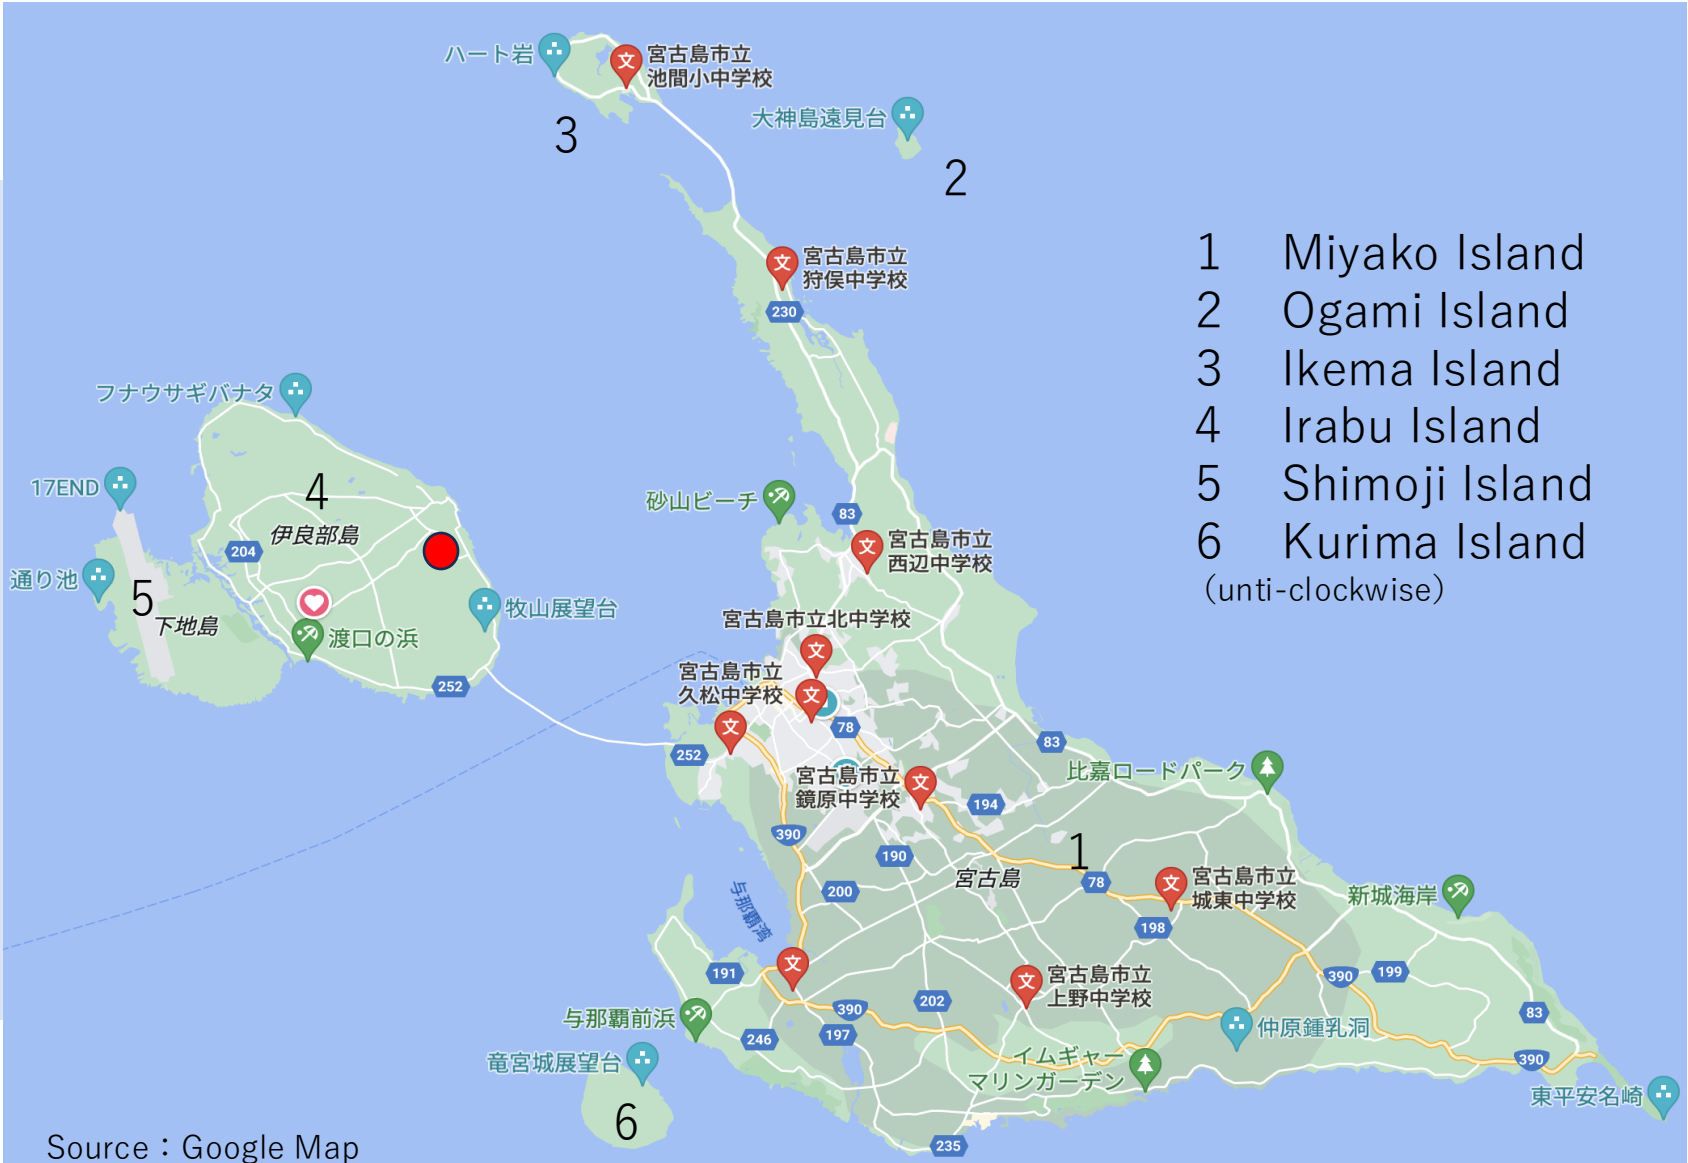 ハート岩
宮古島市立
池間小中学校
大神島遠見台
3
2
宮古島市立
狩俣中学校
230
1 Miyako Island
2 Ogami Island
3 Ikema Island
4 Irabu Island
5 Shimoji Island
6 Kurima Island
(unti-clockwise)
フナウサギバナタ
17END
4
伊良部島
204
通り池
5
下地島
渡口の浜
牧山展望台
252
砂山ビーチ
83
宮古島市立
西辺中学校
宮古島市立北中学校
宮古島市立
久松中学校
78
252
83
比嘉ロードパーク
宮古島市立
鏡原中学校
194
390
190
1
宮古島
78
200
宮古島市立
城東中学校
新城海岸
与那覇湾
198
191
宮古島市立
上野中学校
390
199
202
390
与那覇前浜
246
197
仲原鍾乳洞
83
竜宮城展望台
イムギャー
マリンガーデン
390
東平安名崎
6
235
Source：Google Map
文
文
文
文
文
文
文
文
文
文